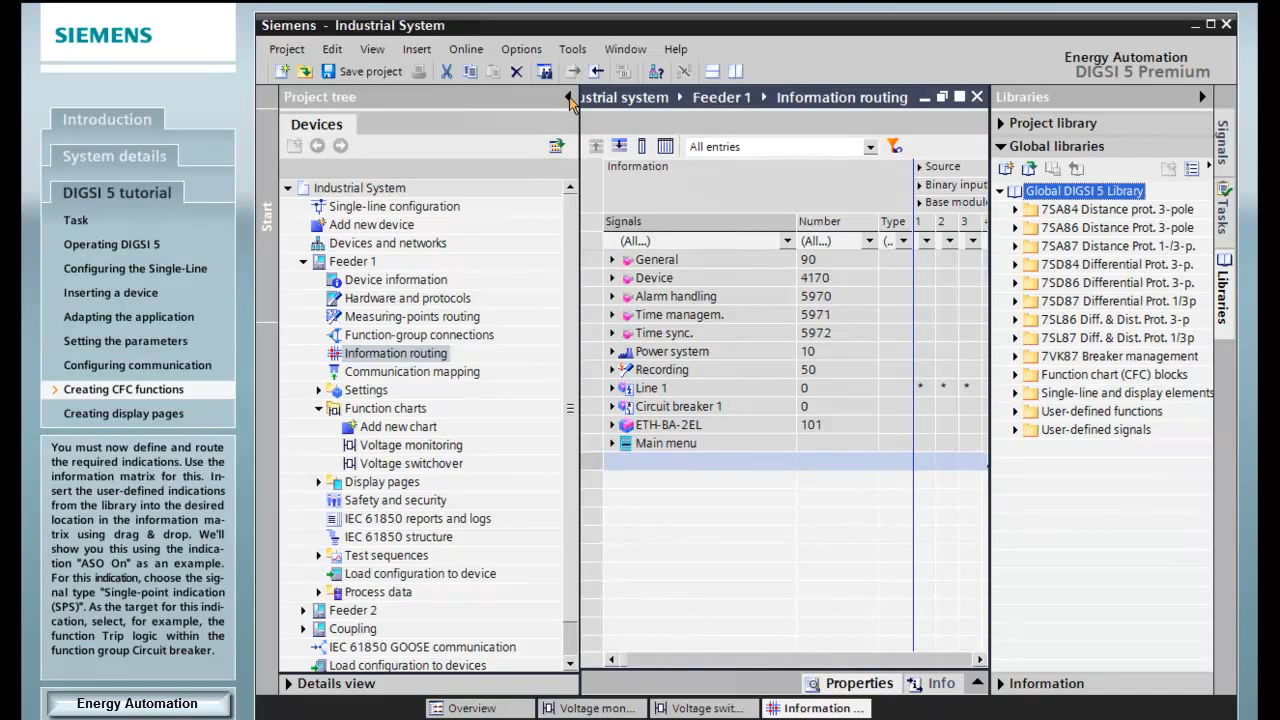 SIEMENS
Introduction
System details
DIGSI 5 tutorial
Task
Operating DIGSI 5
Configuring the Single-Line
Inserting a device
Adapting the application
Setting the parameters
Configuring communication
Creating CFC functions
Creating display pages
You must now define and route
the required indications. Use the
information matrix for this. In-
sert the user-defined indications
from the library into the desired
location in the information ma-
trix using drag & drop. We'll
show you this using the indica-
tion "ASO On" as an example.
For this indication, choose the sig-
nal type "Single-point indication
(SPS)". As the target for this indi-
cation, select, for example, the
function Trip logic within the
function group Circuit breaker.
Energy Automation
Siemens - Industrial System
Project Edit View Insert Online Options Tools Window Help
Save project
Energy Automation
DIGSI 5 Premium
Project tree
Devices
Start
Industrial System
Single-line configuration
Add new device
Devices and networks
Feeder 1
Device information
Hardware and protocols
Measuring-points routing
Function-group connections
Information routing
Communication mapping
Settings
Function charts
Add new chart
Voltage monitoring
Voltage switchover
Display pages
Safety and security
IEC 61850 reports and logs
IEC 61850 structure
Test sequences
Load configuration to device
Process data
Feeder 2
Coupling
IEC 61850 GOOSE communication
Load configuration to devices
Details view
ustrial system Feeder 1 Information routing
All entries
Information Source
Binary input
Base modul
Signals Number Type 1 2 3 4
(All...) (All...) (..
General 90
Device 4170
Alarm handling 5970
Time managem. 5971
Time sync. 5972
Power system 10
Recording 50
Line 1 0 * * *
Circuit breaker 1 0
ETH-BA-2EL 101
Main menu
Properties Info
Libraries
Project library
Global libraries
Global DIGSI 5 Library
7SA84 Distance prot. 3-pole
7SA86 Distance Prot. 3-pole
7SA87 Distance Prot. 1-/3-p.
7SD84 Differential Prot. 3-p.
7SD86 Differential Prot. 3-p.
7SD87 Differential Prot. 1/3p
7SL86 Diff. & Dist. Prot. 3-p
7SL87 Diff. & Dist. Prot. 1/3p
7VK87 Breaker management
Function chart (CFC) blocks
Single-line and display elements
User-defined functions
User-defined signals
Information
Signals
Tasks
Libraries
Overview Voltage mon... Voltage swit... Information ...